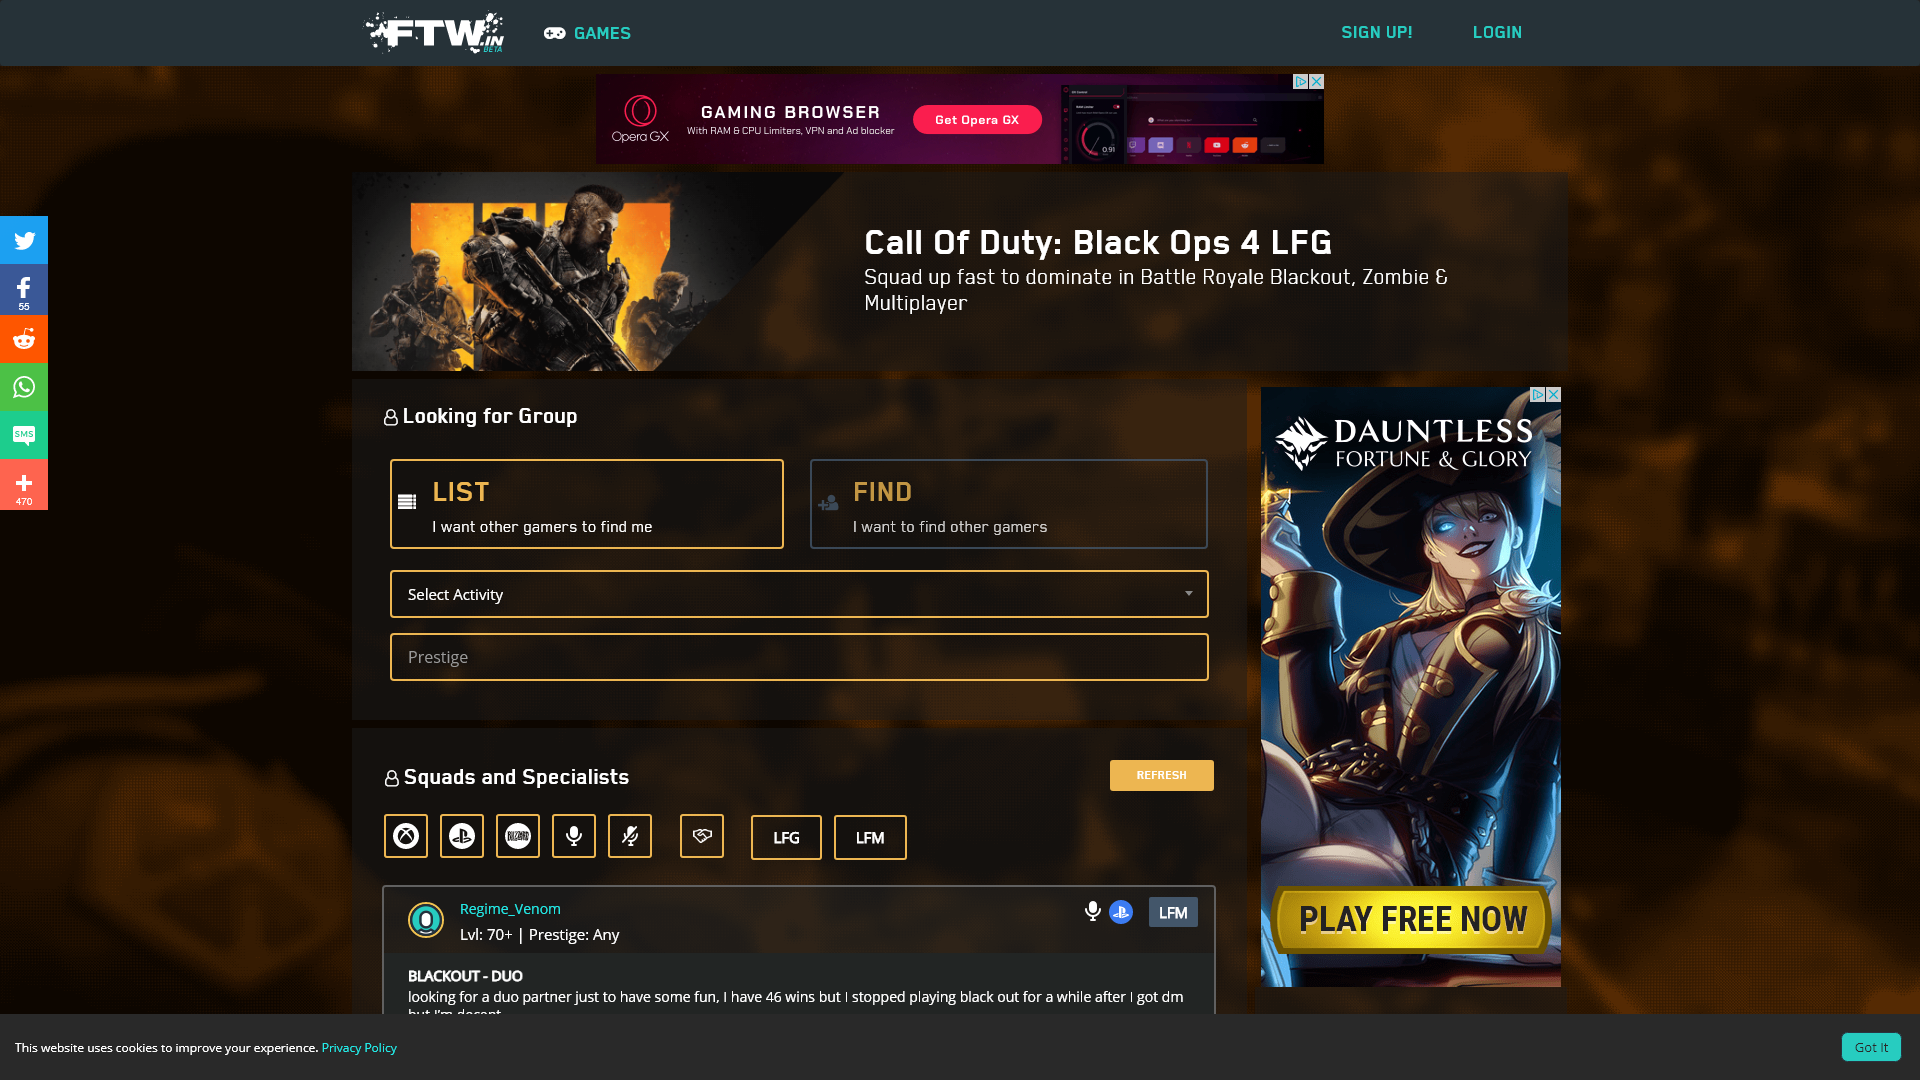 FTW.IN
BETA
GAMES
SIGN UP!
LOGIN
Opera GX
GAMING BROWSER
With RAM & CPU Limiters, VPN and Ad blocker
Get Opera GX
0.91
Call Of Duty: Black Ops 4 LFG
Squad up fast to dominate in Battle Royale Blackout, Zombie &
Multiplayer
55
SMS
470
Looking for Group
LIST
I want other gamers to find me
FIND
I want to find other gamers
Select Activity
Prestige
DAUNTLESS
FORTUNE & GLORY
PLAY FREE NOW
Squads and Specialists
REFRESH
BLIZZARD
LFG
LFM
Regime_Venom
Lvl: 70+ | Prestige: Any
LFM
BLACKOUT - DUO
looking for a duo partner just to have some fun, I have 46 wins but I stopped playing black out for a while after I got dm
but I'm decent
This website uses cookies to improve your experience. Privacy Policy
Got It